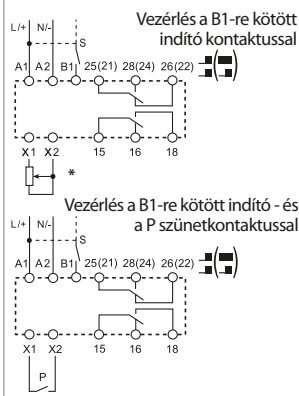 Vezérlés a B1-re kötött
indító kontaktussal
L/+ N/-
S
A1 A2 B1 25(21) 28(24) 26(22)
X1 X2 15 16 18
*
Vezérlés a B1-re kötött indító - és
a P szünetkontaktussal
L/+ N/-
S
A1 A2 B1 25(21) 28(24) 26(22)
X1 X2 15 16 18
P